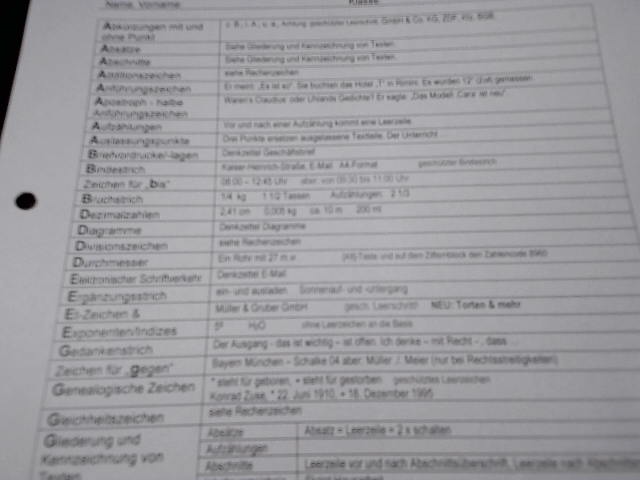 Name, Vorname Klasse
Abkürzungen mit und ohne Punkt z. B., i. A., u. a., Achtung: geschützter Leerschritt, GmbH & Co. KG, ZDF, BGB
Absätze Siehe Gliederung und Kennzeichnung von Texten.
Abschnitte Siehe Gliederung und Kennzeichnung von Texten.
Additionszeichen siehe Rechenzeichen
Anführungszeichen Er meint: „Es ist so". Sie buchten das Hotel „T" in Rimini. Es wurden 12" (Zoll) gemessen.
Apostroph - halbe Anführungszeichen Waren's Claudius' oder Uhlands Gedichte? Er sagte: „Das Modell ‚Cara' ist neu".
Aufzählungen Vor und nach einer Aufzählung kommt eine Leerzeile.
Auslassungspunkte Drei Punkte ersetzen ausgelassene Textteile. Der Unterricht
Briefvordrucke/-lagen Denkzettel Geschäftsbrief
Bindestrich Kaiser-Heinrich-Straße, E-Mail A4-Format geschützter Bindestrich
Zeichen für „bis" 08:00 – 12:45 Uhr aber: von 08:30 bis 11:00 Uhr
Bruchstrich 1/4 kg 1 1/2 Tassen Aufzählungen: 2 1/3
Dezimalzahlen 2,41 cm 0,005 kg ca. 10 m 200 ml
Diagramme Denkzettel Diagramme
Divisionszeichen siehe Rechenzeichen
Durchmesser Ein Rohr mit 27 m ø (Alt)-Taste und auf dem Ziffernblock den Zahlencode 8960
Elektronischer Schriftverkehr Denkzettel E-Mail
Ergänzungsstrich ein- und ausladen Sonnenauf- und -untergang
Et-Zeichen & Müller & Gruber GmbH gesch. Leerschritt! NEU: Torten & mehr
Exponenten/Indizes 5⁸ H₂O ohne Leerzeichen an die Basis
Gedankenstrich Der Ausgang - das ist wichtig – ist offen. Ich denke – mit Recht - , dass ...
Zeichen für „gegen" Bayern München – Schalke 04 aber: Müller ./. Meier (nur bei Rechtsstreitigkeiten)
Genealogische Zeichen * steht für geboren, + steht für gestorben geschütztes Leerzeichen
Konrad Zuse, * 22. Juni 1910, + 18. Dezember 1995
Gleichheitszeichen siehe Rechenzeichen
Gliederung und Kennzeichnung von Texten Absätze Absatz = Leerzeile = 2 x schalten
Aufzählungen
Abschnitte Leerzeile vor und nach Abschnittsüberschrift, Leerzeile nach